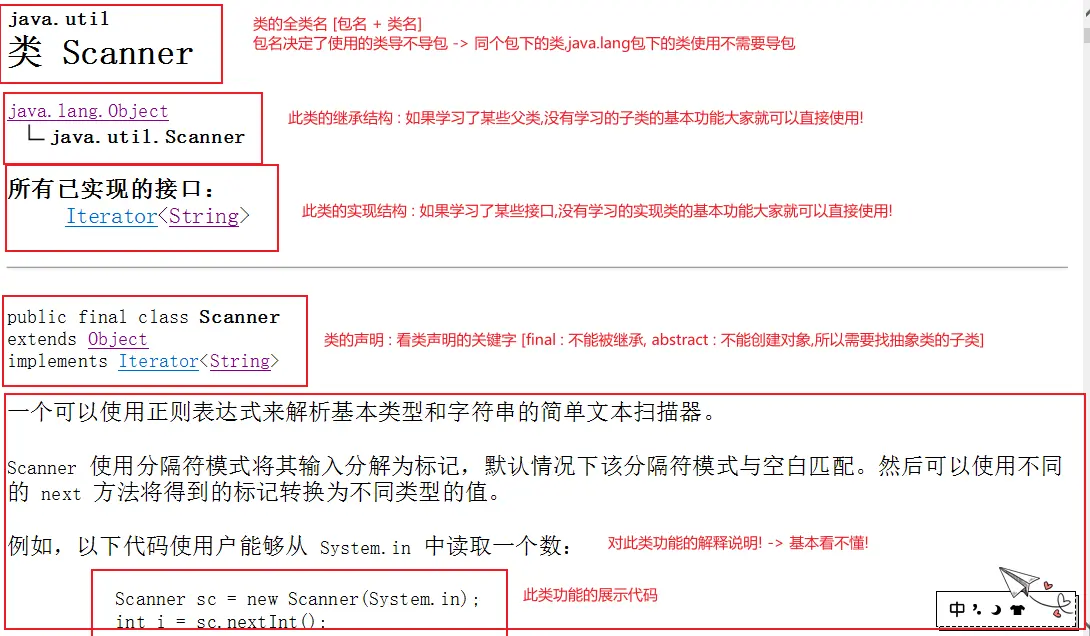 java.util
类 Scanner
类的全类名 [包名 + 类名]
包名决定了使用的类导不导包 -> 同个包下的类,java.lang包下的类使用不需要导包
java.lang.Object
java.util.Scanner
此类的继承结构 : 如果学习了某些父类,没有学习的子类的基本功能大家就可以直接使用!
所有已实现的接口:
Iterator<String>
此类的实现结构 : 如果学习了某些接口,没有学习的实现类的基本功能大家就可以直接使用!
public final class Scanner
extends Object
implements Iterator<String>
类的声明 : 看类声明的关键字 [final : 不能被继承, abstract : 不能创建对象,所以需要找抽象类的子类]
一个可以使用正则表达式来解析基本类型和字符串的简单文本扫描器。
Scanner 使用分隔符模式将其输入分解为标记，默认情况下该分隔符模式与空白匹配。然后可以使用不同
的 next 方法将得到的标记转换为不同类型的值。
例如，以下代码使用户能够从 System.in 中读取一个数：
对此类功能的解释说明! -> 基本看不懂!
Scanner sc = new Scanner(System.in);
int i = sc.nextInt();
此类功能的展示代码
中